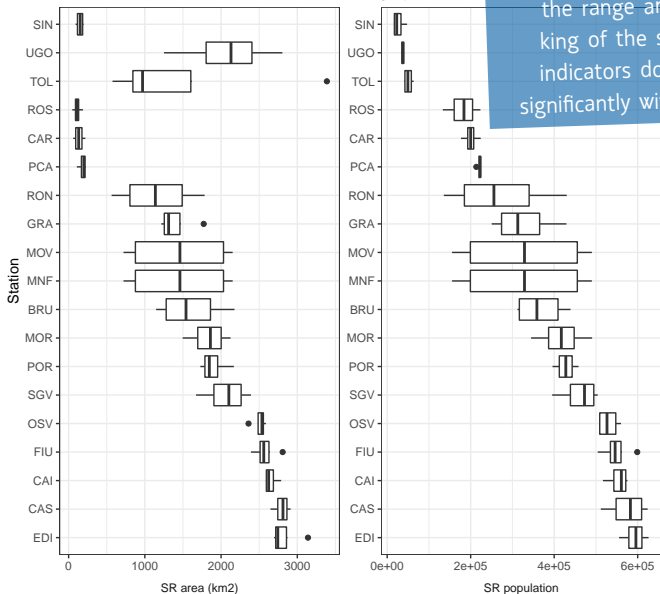 the range an
king of the s
indicators do
significantly wi
Station
SIN
UGO
TOL
ROS
CAR
PCA
RON
GRA
MOV
MNF
BRU
MOR
POR
SGV
OSV
FIU
CAI
CAS
EDI
0 1000 2000 3000
SR area (km2)
SIN
UGO
TOL
ROS
CAR
PCA
RON
GRA
MOV
MNF
BRU
MOR
POR
SGV
OSV
FIU
CAI
CAS
EDI
0e+00 2e+05 4e+05 6e+05
SR population